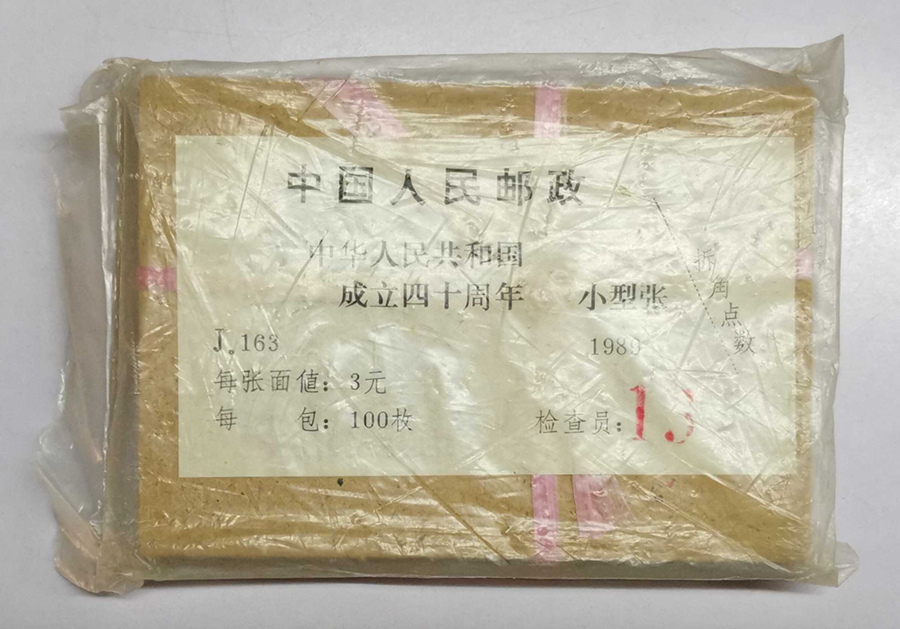 中国人民邮政
中华人民共和国
成立四十周年 小型张
拆角点数
J.163 1989
每张面值：3元
每 包：100枚 检查员：